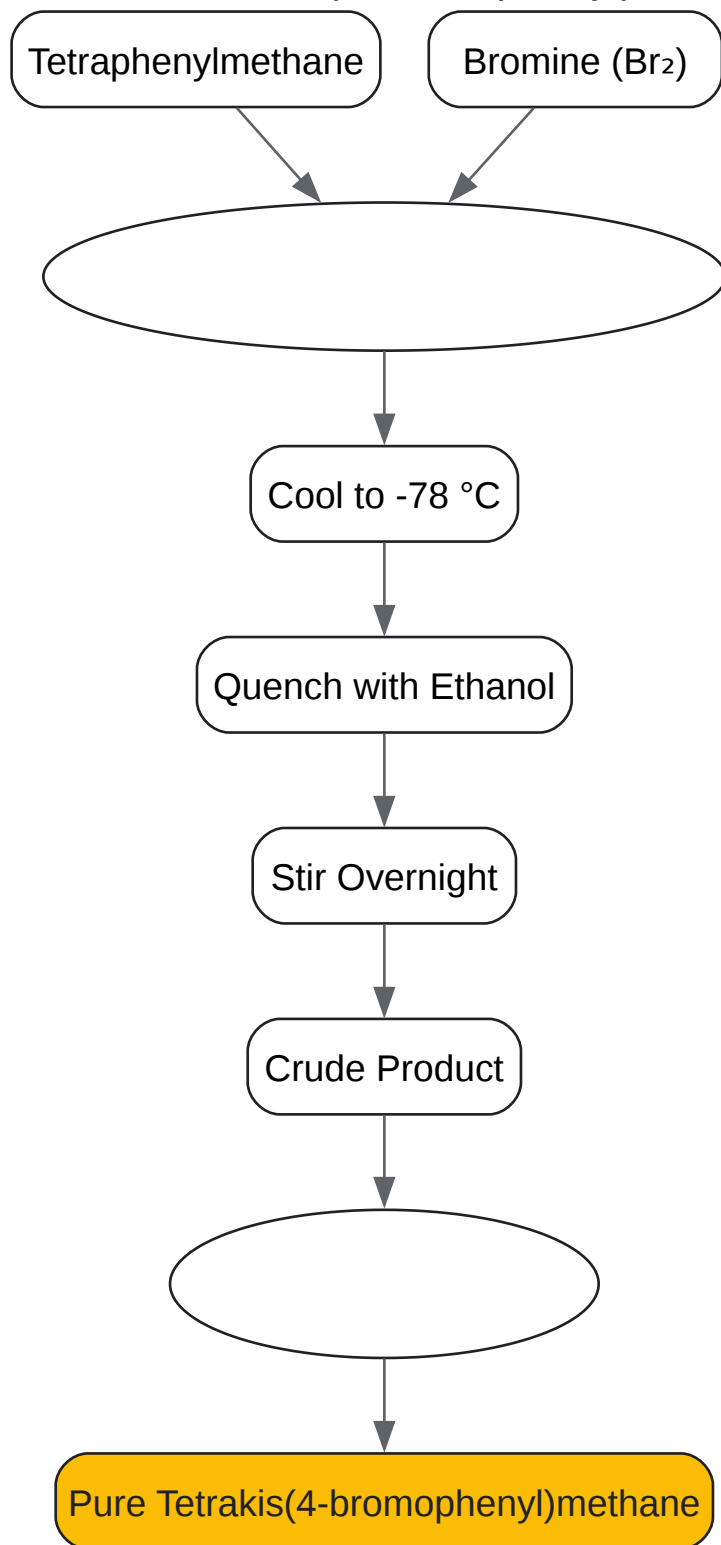 Tetraphenylmethane
Bromine (Br₂)
Cool to -78 °C
Quench with Ethanol
Stir Overnight
Crude Product
Pure Tetrakis(4-bromophenyl)methane